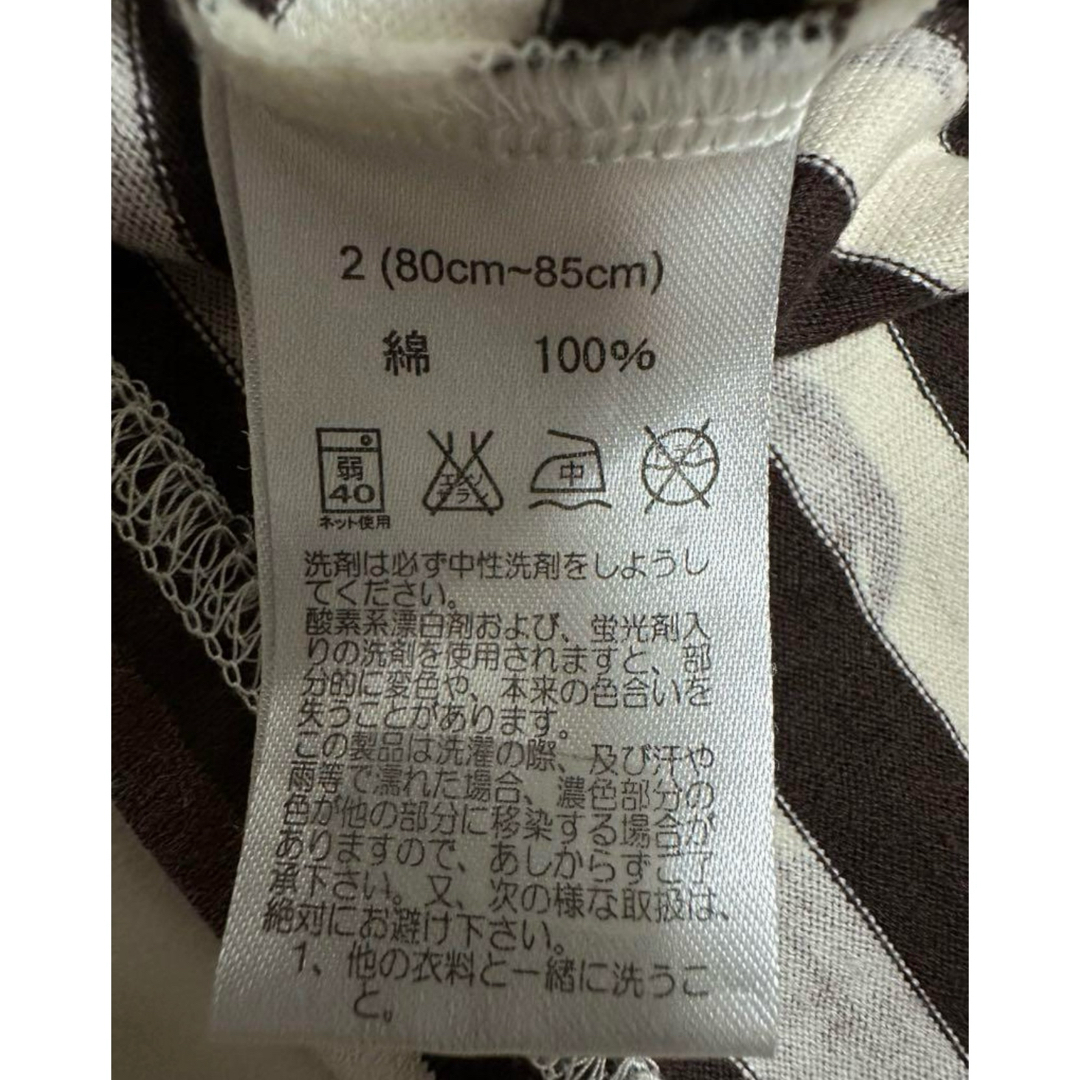 2 (80cm~85cm)
綿 100%
弱
40
ネット使用
エンソ
サラシ
中
洗剤は必ず中性洗剤をしようし
てください。
酸素系漂白剤および、蛍光剤入
りの洗剤を使用されますと、部
分的に変色や、本来の色合いを
失うことがあります。
この製品は洗濯の際、及び汗や
雨等で濡れた場合、濃色部分の
色が他の部分に移染する場合が
ありますので、あしからずご了
承下さい。又、次の様な取扱は、
絶対にお避け下さい。
1、他の衣料と一緒に洗うこ
と。